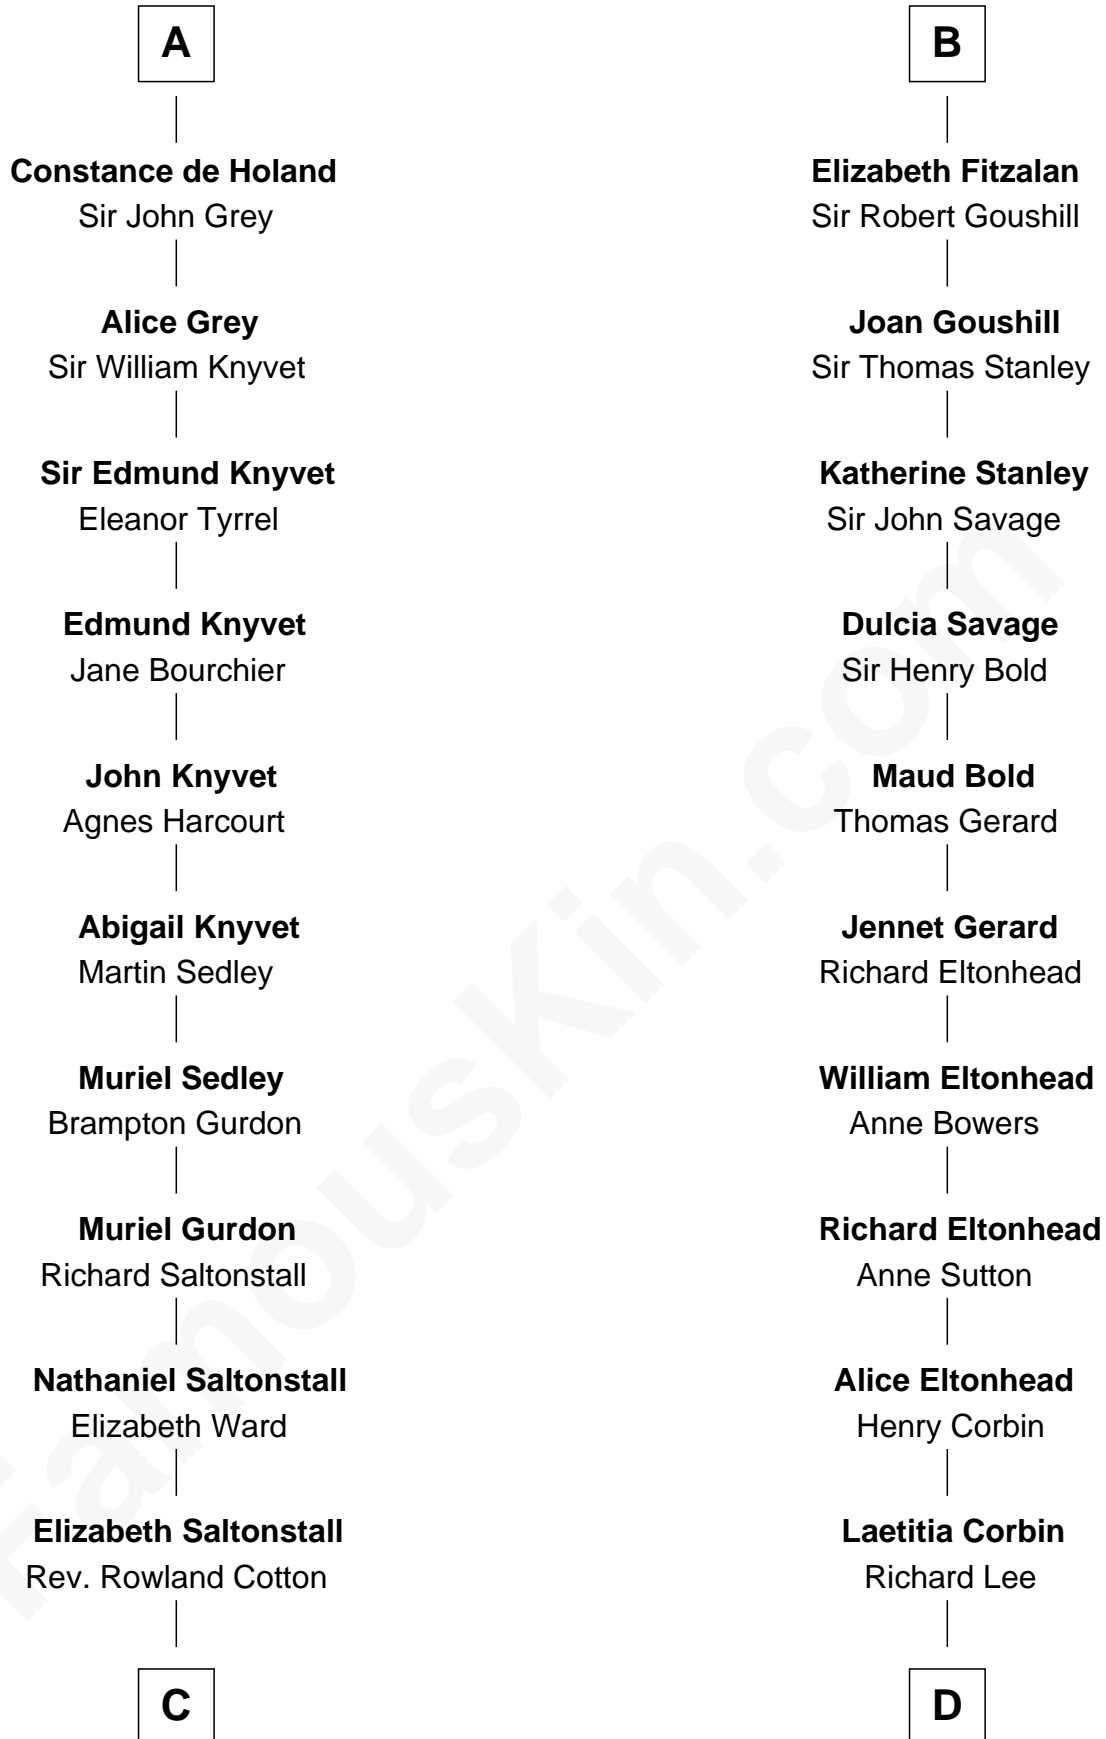 A
Constance de Holand
Sir John Grey
Alice Grey
Sir William Knyvet
Sir Edmund Knyvet
Eleanor Tyrrel
Edmund Knyvet
Jane Bourchier
John Knyvet
Agnes Harcourt
Abigail Knyvet
Martin Sedley
Muriel Sedley
Brampton Gurdon
Muriel Gurdon
Richard Saltonstall
Nathaniel Saltonstall
Elizabeth Ward
Elizabeth Saltonstall
Rev. Rowland Cotton
C
B
Elizabeth Fitzalan
Sir Robert Goushill
Joan Goushill
Sir Thomas Stanley
Katherine Stanley
Sir John Savage
Dulcia Savage
Sir Henry Bold
Maud Bold
Thomas Gerard
Jennet Gerard
Richard Eltonhead
William Eltonhead
Anne Bowers
Richard Eltonhead
Anne Sutton
Alice Eltonhead
Henry Corbin
Laetitia Corbin
Richard Lee
D
FamousKin.com